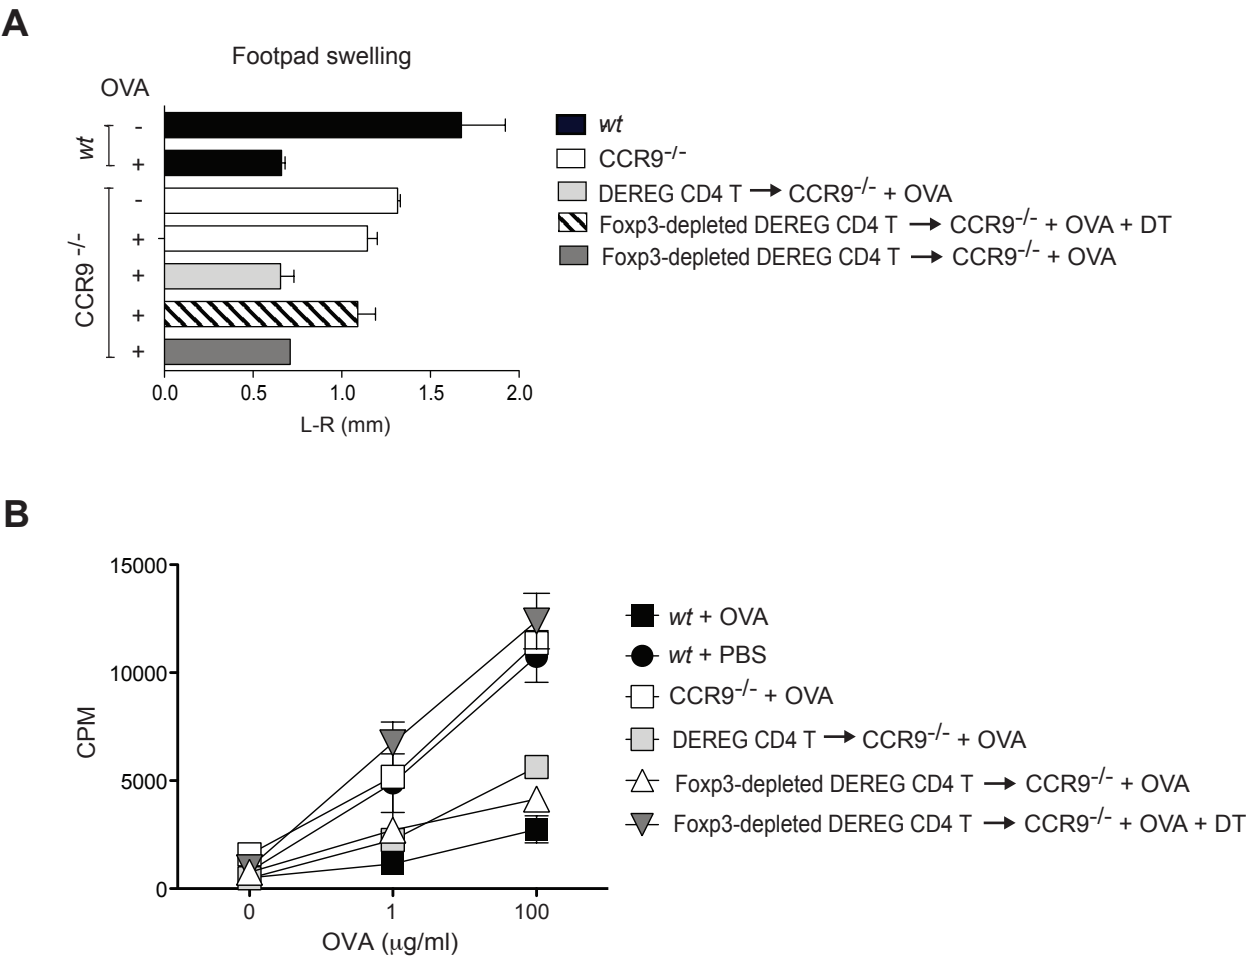 A
Footpad swelling
OVA
wt
-
+
CCR9 -/-
-
+
+
+
+
0.0 0.5 1.0 1.5 2.0
L-R (mm)
wt
CCR9-/-
DEREG CD4 T → CCR9-/- + OVA
Foxp3-depleted DEREG CD4 T → CCR9-/- + OVA + DT
Foxp3-depleted DEREG CD4 T → CCR9-/- + OVA
B
15000
10000
5000
0
CPM
0 1 100
OVA (μg/ml)
wt + OVA
wt + PBS
CCR9-/- + OVA
DEREG CD4 T → CCR9-/- + OVA
Foxp3-depleted DEREG CD4 T → CCR9-/- + OVA
Foxp3-depleted DEREG CD4 T → CCR9-/- + OVA + DT